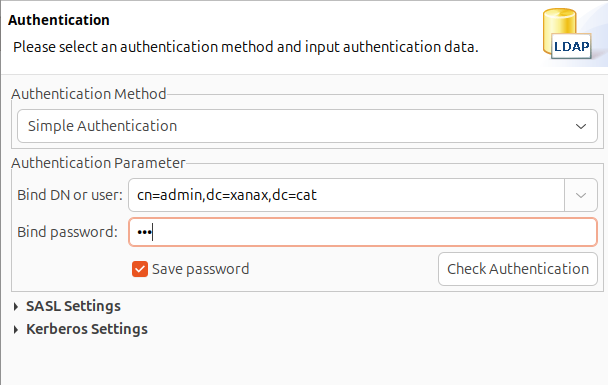 Authentication
Please select an authentication method and input authentication data.
LDAP
Authentication Method
Simple Authentication
Authentication Parameter
Bind DN or user: cn=admin,dc=xanax,dc=cat
Bind password: •••
Save password
Check Authentication
SASL Settings
Kerberos Settings